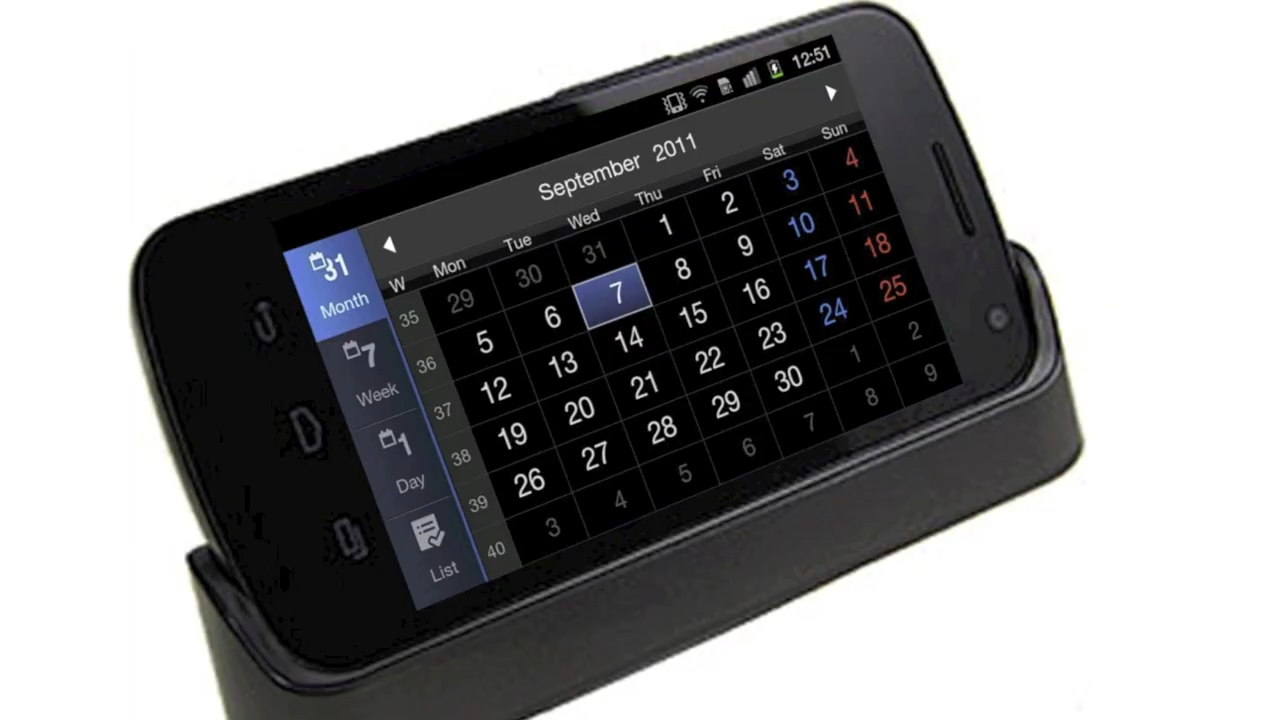 12:51
September 2011
W Mon Tue Wed Thu Fri Sat Sun
35 29 30 31 1 2 3 4
36 5 6 7 8 9 10 11
37 12 13 14 15 16 17 18
38 19 20 21 22 23 24 25
39 26 27 28 29 30 1 2
40 3 4 5 6 7 8 9
31
Month
7
Week
1
Day
List